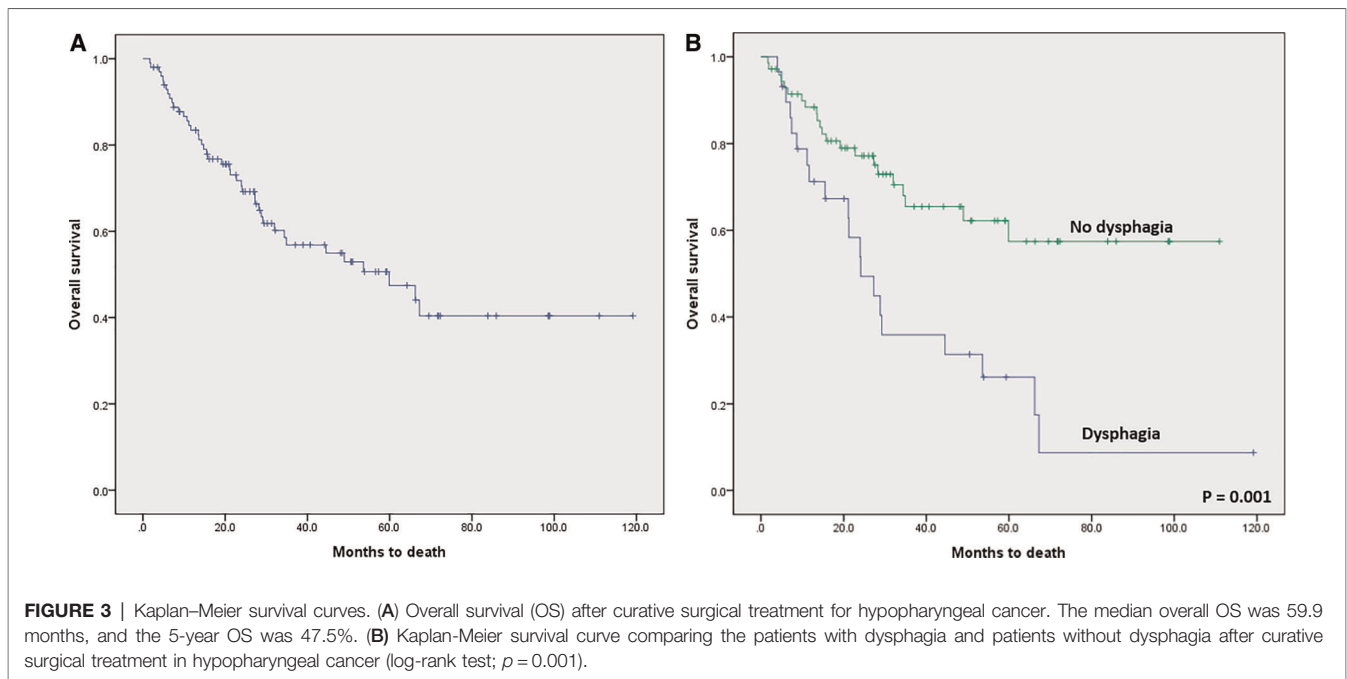 A
1.0
0.8
0.6
0.4
0.2
0.0
Overall survival
.0 20.0 40.0 60.0 80.0 100.0 120.0
Months to death
B
1.0
0.8
0.6
0.4
0.2
0.0
Overall survival
No dysphagia
Dysphagia
P = 0.001
.0 20.0 40.0 60.0 80.0 100.0 120.0
Months to death
FIGURE 3 | Kaplan–Meier survival curves. (A) Overall survival (OS) after curative surgical treatment for hypopharyngeal cancer. The median overall OS was 59.9
months, and the 5-year OS was 47.5%. (B) Kaplan-Meier survival curve comparing the patients with dysphagia and patients without dysphagia after curative
surgical treatment in hypopharyngeal cancer (log-rank test; p = 0.001).